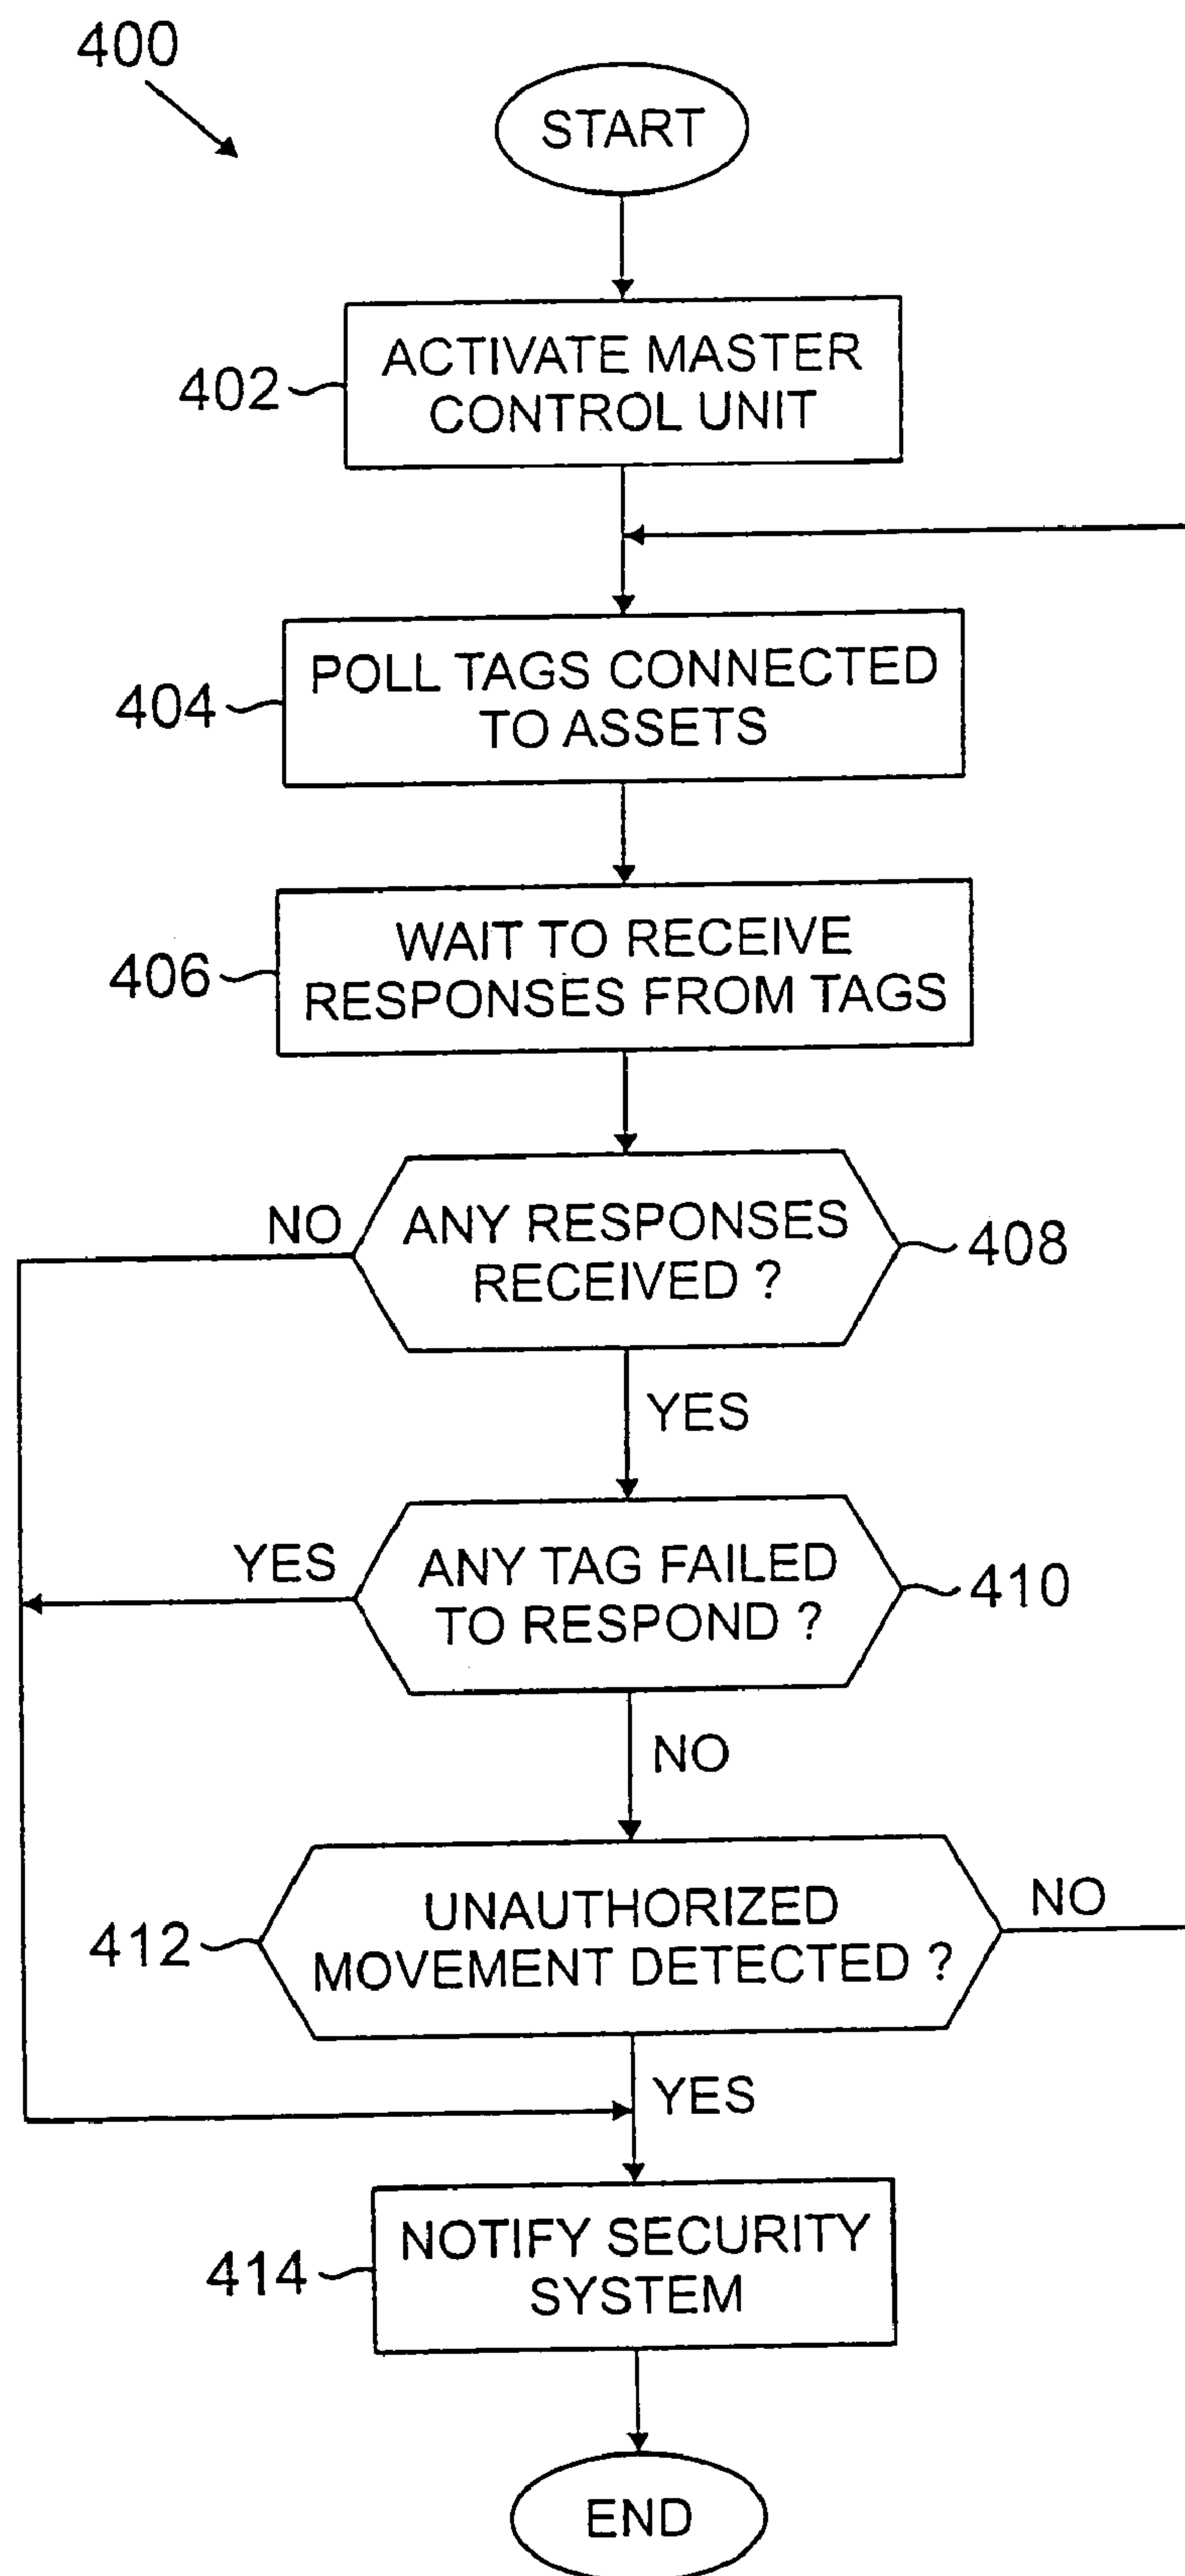 400
START
402
ACTIVATE MASTER
CONTROL UNIT
404
POLL TAGS CONNECTED
TO ASSETS
406
WAIT TO RECEIVE
RESPONSES FROM TAGS
NO
ANY RESPONSES
RECEIVED ?
408
YES
YES
ANY TAG FAILED
TO RESPOND ?
410
NO
412
UNAUTHORIZED
MOVEMENT DETECTED ?
NO
YES
414
NOTIFY SECURITY
SYSTEM
END